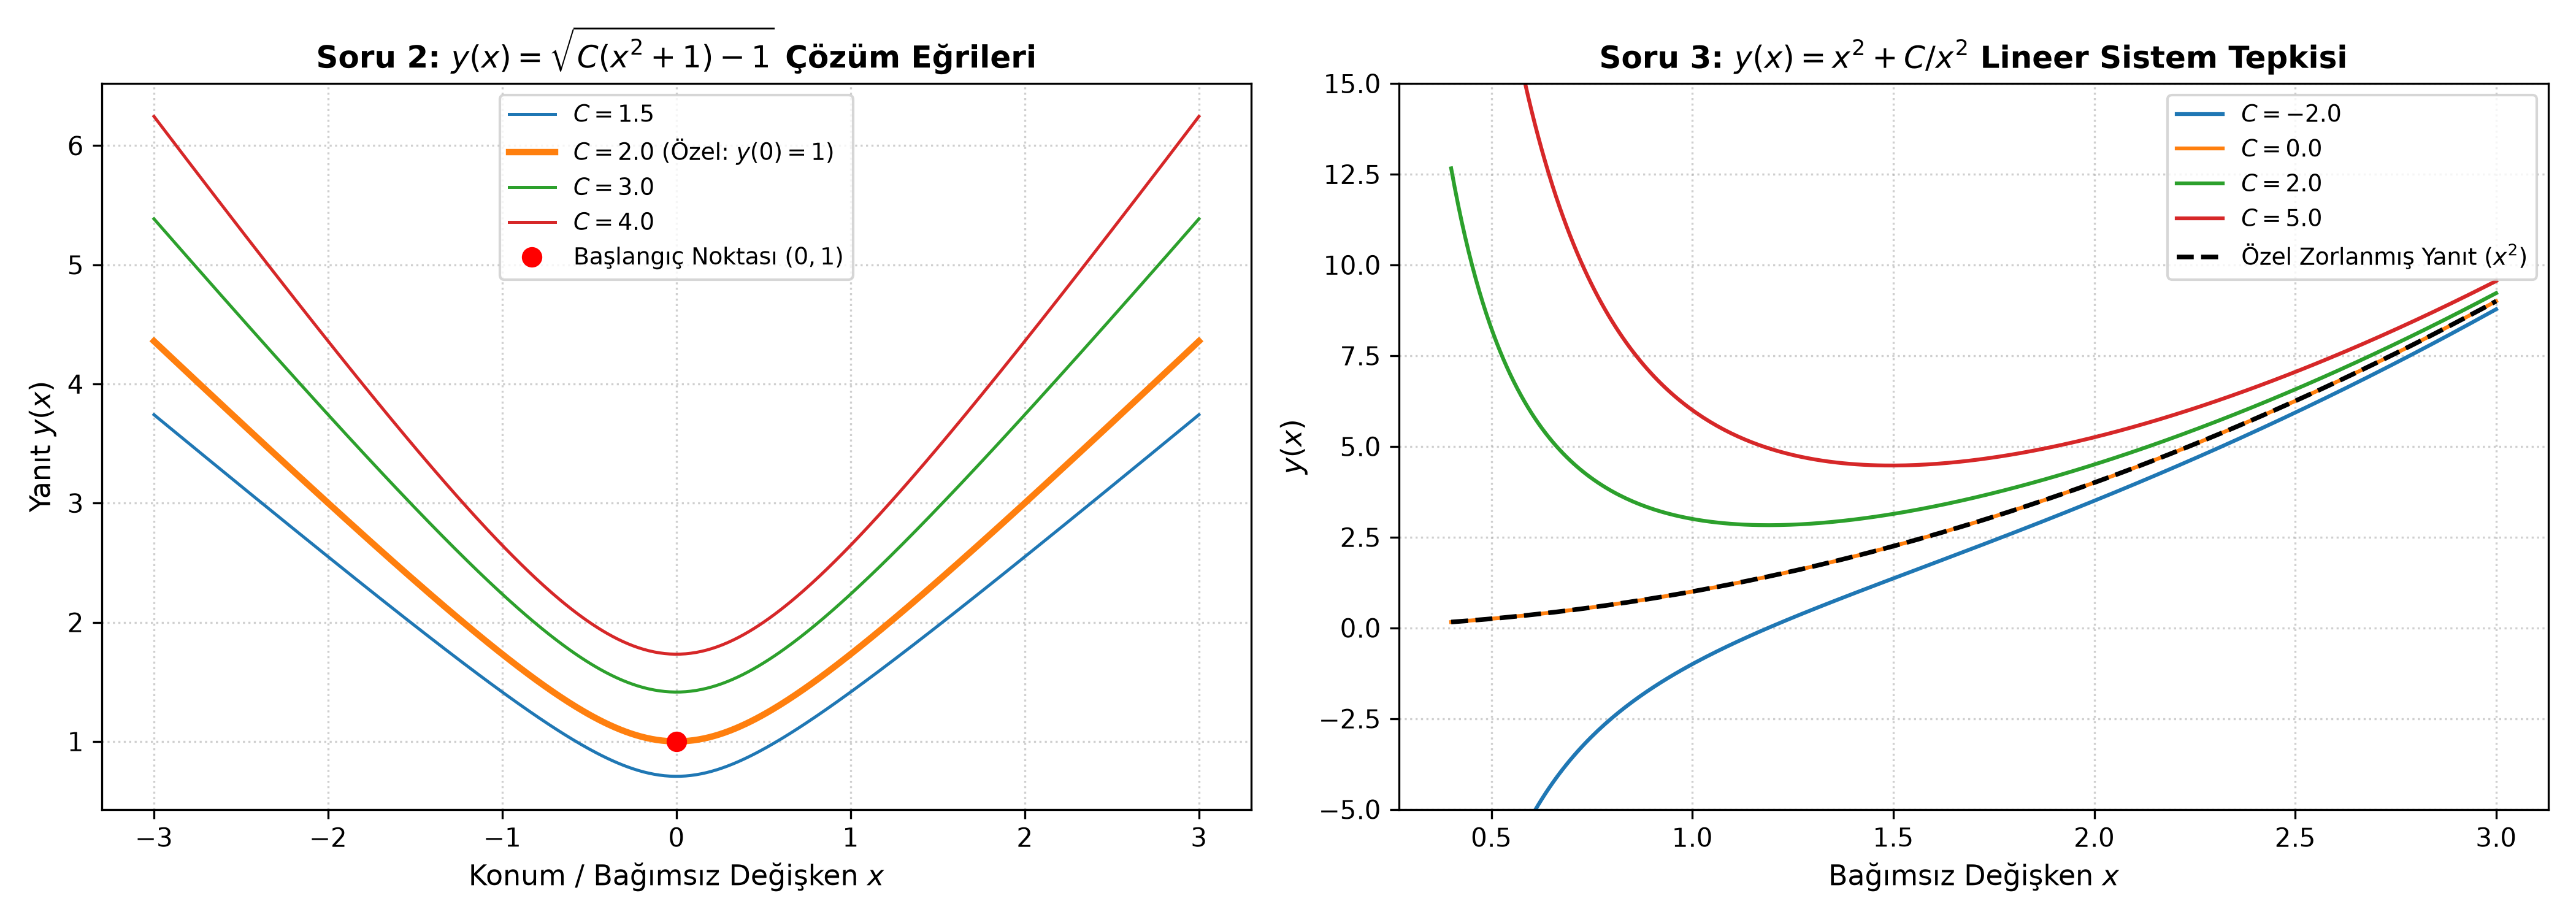 Soru 2: y(x) = √(C(x² + 1) − 1) Çözüm Eğrileri
C = 1.5
C = 2.0 (Özel: y(0) = 1)
C = 3.0
C = 4.0
Başlangıç Noktası (0, 1)
Yanıt y(x)
6
5
4
3
2
1
−3
−2
−1
0
1
2
3
Konum / Bağımsız Değişken x
Soru 3: y(x) = x² + C/x² Lineer Sistem Tepkisi
C = −2.0
C = 0.0
C = 2.0
C = 5.0
Özel Zorlanmış Yanıt (x²)
y(x)
15.0
12.5
10.0
7.5
5.0
2.5
0.0
−2.5
−5.0
0.5
1.0
1.5
2.0
2.5
3.0
Bağımsız Değişken x